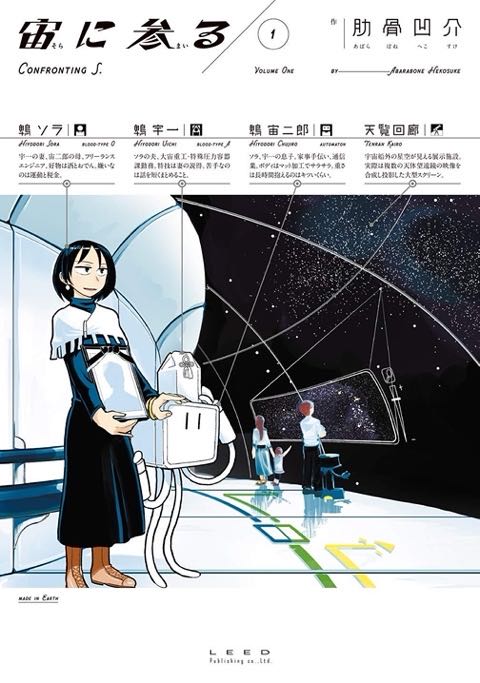 宙に参る
そら まい
1
作 肋骨凹介
あばら ぼね へこ すけ
CONFRONTING S.
VOLUME ONE
BY ABARABONE HEKOSUKE
鵯 ソラ
HIYODORI SORA BLOOD-TYPE O
宇一の妻、宙二郎の母。フリーランス
エンジニア。好物は酒とおでん。嫌いな
のは運動と税金。
鵯 宇一
HIYODORI UICHI BLOOD-TYPE A
ソラの夫。大宙重工・特殊圧力容器
課勤務。特技は妻の説得。苦手なの
は話を短くまとめること。
鵯 宙二郎
HIYODORI CHUJIRO AUTOMATON
ソラ、宇一の息子。家事手伝い、通信
業。ボディはマット加工でサラサラ。重さ
は長時間抱えるのはキツいくらい。
天覧回廊
TENRAN KAIRO
宇宙船外の星空が見える展示施設。
実際は複数の天体望遠鏡の映像を
合成し投影した大型スクリーン。
MADE IN EARTH
LEED
Publishing co.,Ltd.